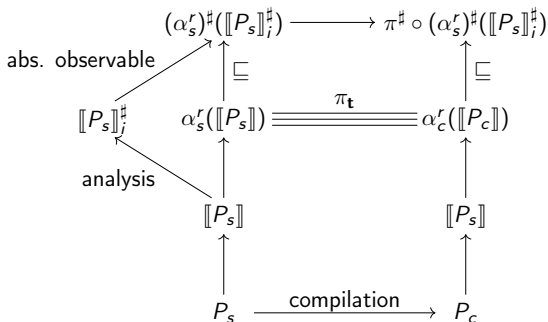 (α_s^r)^♯(⟦P_s⟧_i^♯) ⟶ π^♯ ∘ (α_s^r)^♯(⟦P_s⟧_i^♯)
abs. observable
⊑ ⊑
π_t
⟦P_s⟧_i^♯ α_s^r(⟦P_s⟧) α_c^r(⟦P_c⟧)
analysis
⟦P_s⟧ ⟦P_s⟧
compilation
P_s P_c